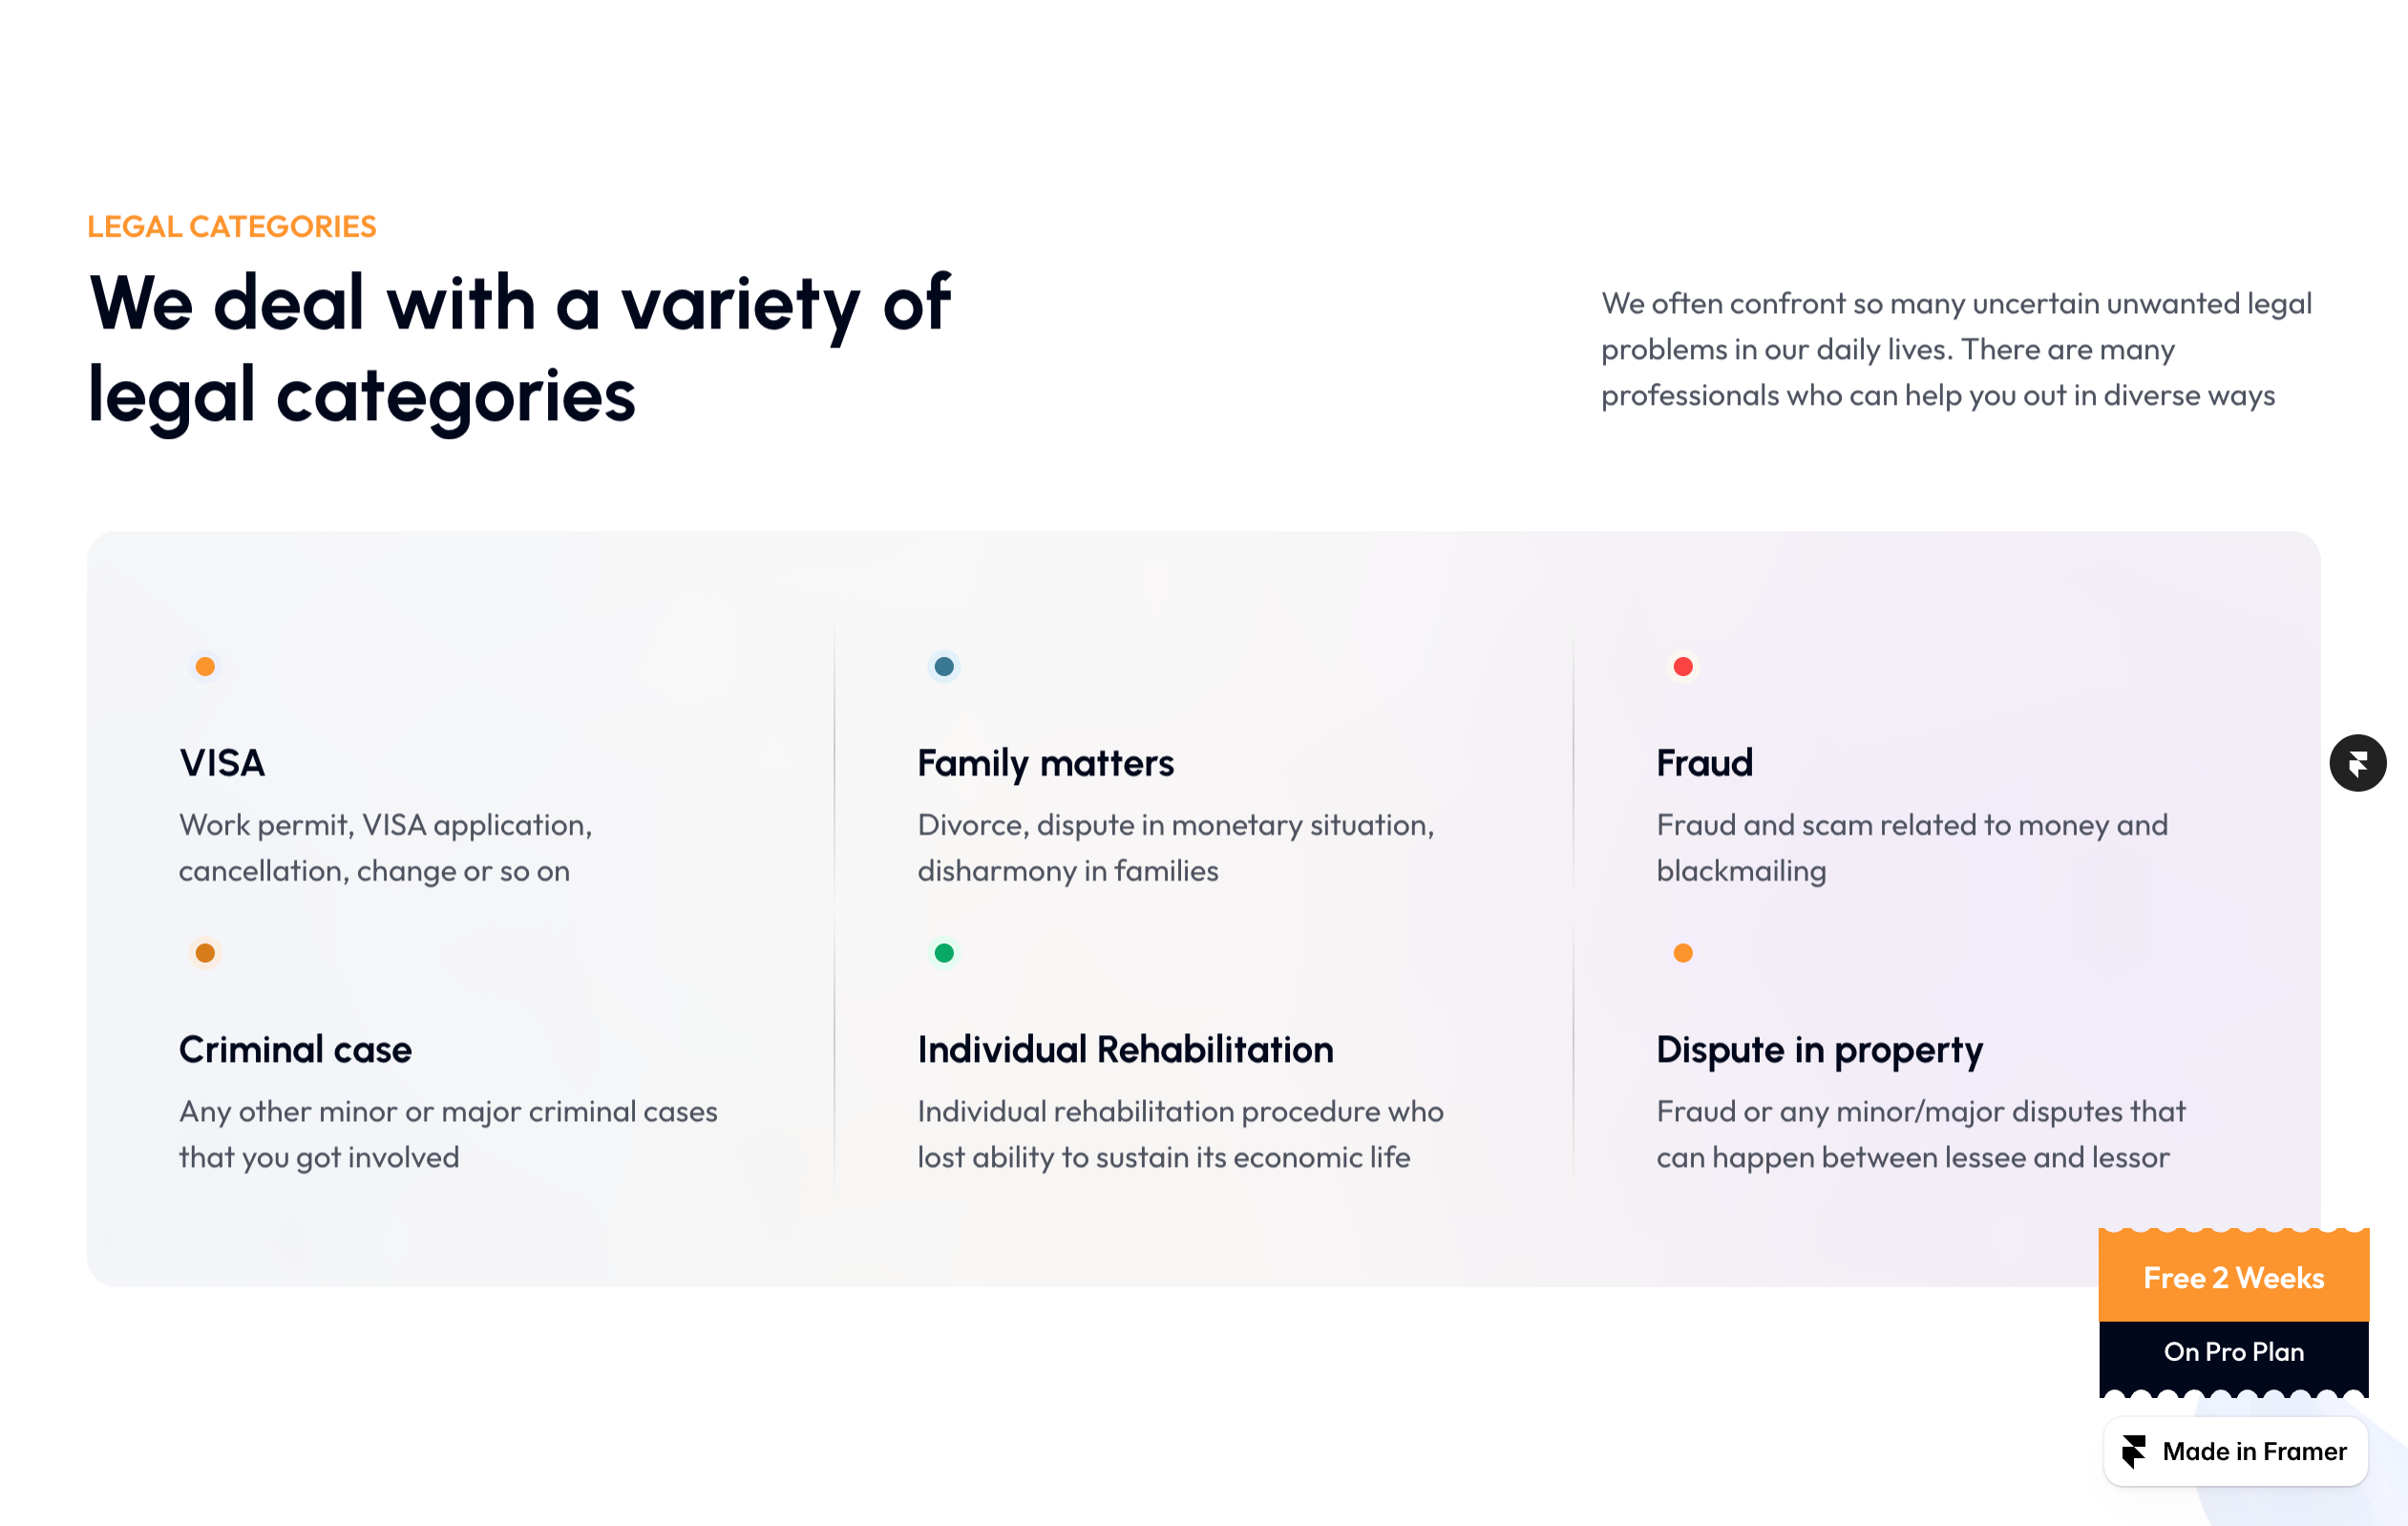 LEGAL CATEGORIES
We deal with a variety of
legal categories
We often confront so many uncertain unwanted legal
problems in our daily lives. There are many
professionals who can help you out in diverse ways
VISA
Work permit, VISA application,
cancellation, change or so on
Family matters
Divorce, dispute in monetary situation,
disharmony in families
Fraud
Fraud and scam related to money and
blackmailing
Criminal case
Any other minor or major criminal cases
that you got involved
Individual Rehabilitation
Individual rehabilitation procedure who
lost ability to sustain its economic life
Dispute in property
Fraud or any minor/major disputes that
can happen between lessee and lessor
Free 2 Weeks
On Pro Plan
Made in Framer